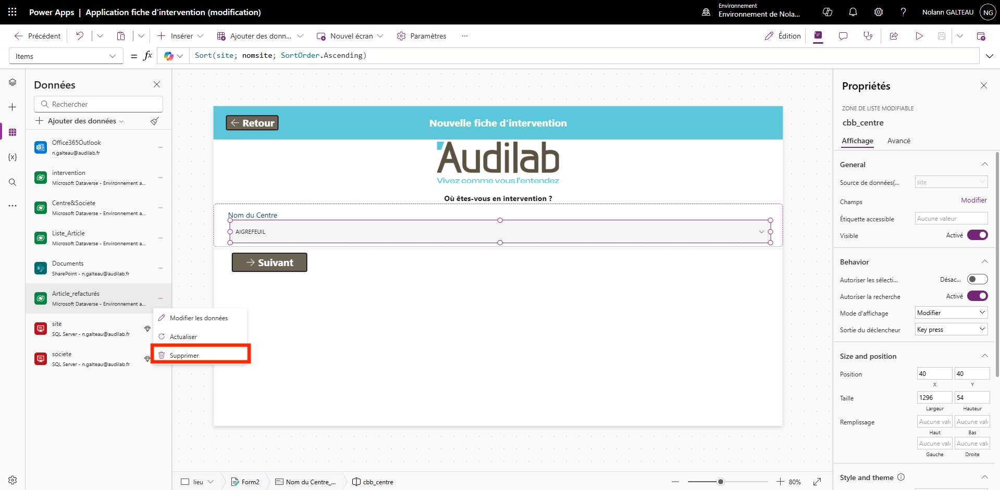 Power Apps | Application fiche d'intervention (modification)
Environnement
Environnement de Nola...
Nolann GALTEAU
NG
Précédent
Insérer
Ajouter des donn...
Nouvel écran
Paramètres
Édition
Items
= fx
Sort(site; nomsite; SortOrder.Ascending)
Données
Rechercher
Ajouter des données
Office365Outlook
n.galteau@audilab.fr
intervention
Microsoft Dataverse - Environnement a...
Centre&Societe
Microsoft Dataverse - Environnement a...
Liste_Article
Microsoft Dataverse - Environnement a...
Documents
SharePoint - n.galteau@audilab.fr
Article_refacturés
Microsoft Dataverse - Environnement a...
site
SQL Server - n.galteau@audilab.fr
societe
SQL Server - n.galteau@audilab.fr
Modifier les données
Actualiser
Supprimer
Retour
Nouvelle fiche d'intervention
Audilab
Vivez comme vous l'entendez
Où êtes-vous en intervention ?
Nom du Centre
AIGREFEUIL
Suivant
lieu
Form2
Nom du Centre_...
cbb_centre
80%
Propriétés
ZONE DE LISTE MODIFIABLE
cbb_centre
Affichage
Avancé
General
Source de données(...
site
Champs
Modifier
Étiquette accessible
Aucune valeur
Visible
Activé
Behavior
Autoriser les sélecti...
Désac...
Autoriser la recherche
Activé
Mode d'affichage
Modifier
Sortie du déclencheur
Key press
Size and position
Position
40
40
X
Y
Taille
1296
54
Largeur
Hauteur
Remplissage
Aucune val
Aucune val
Haut
Bas
Aucune val
Aucune val
Gauche
Droite
Style and theme